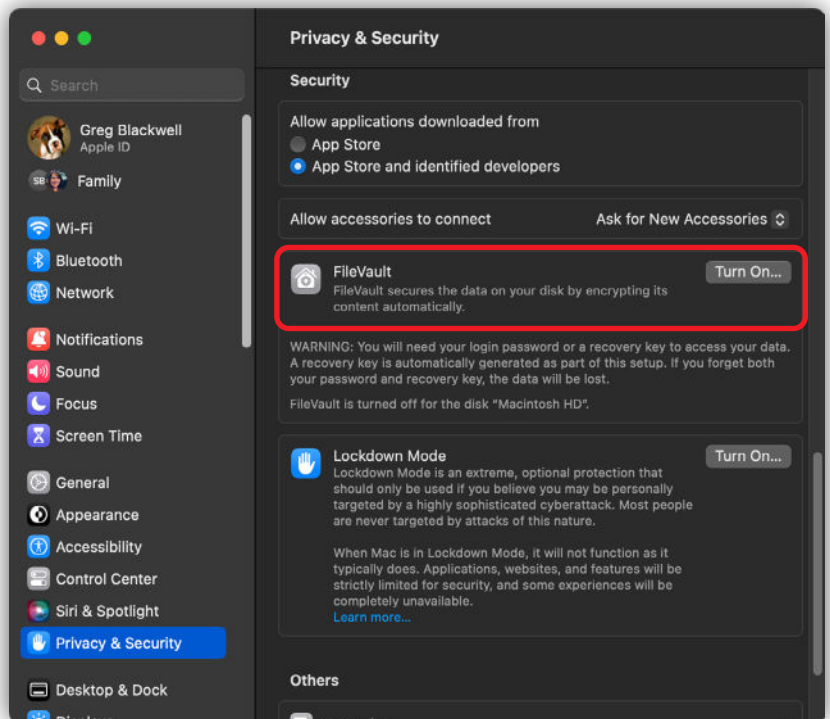 Privacy & Security
Search
Greg Blackwell
Apple ID
SB
Family
Wi-Fi
Bluetooth
Network
Notifications
Sound
Focus
Screen Time
General
Appearance
Accessibility
Control Center
Siri & Spotlight
Privacy & Security
Desktop & Dock
Security
Allow applications downloaded from
App Store
App Store and identified developers
Allow accessories to connect
Ask for New Accessories
FileVault
Turn On...
FileVault secures the data on your disk by encrypting its
content automatically.
WARNING: You will need your login password or a recovery key to access your data.
A recovery key is automatically generated as part of this setup. If you forget both
your password and recovery key, the data will be lost.
FileVault is turned off for the disk “Macintosh HD”.
Lockdown Mode
Turn On...
Lockdown Mode is an extreme, optional protection that
should only be used if you believe you may be personally
targeted by a highly sophisticated cyberattack. Most people
are never targeted by attacks of this nature.
When Mac is in Lockdown Mode, it will not function as it
typically does. Applications, websites, and features will be
strictly limited for security, and some experiences will be
completely unavailable.
Learn more...
Others